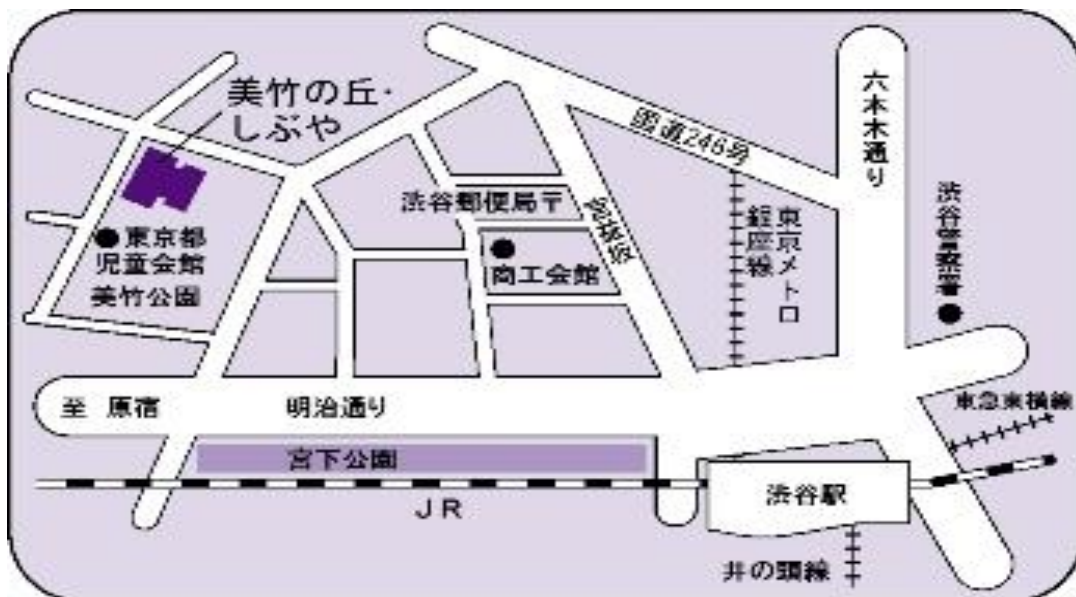 美竹の丘・
しぶや
国道246号
六本木通り
渋谷郵便局〒
宮益坂
東京メトロ
銀座線
渋谷警察署
東京都
児童会館
商工会館
美竹公園
至 原宿
明治通り
東急東横線
宮下公園
渋谷駅
JR
井の頭線